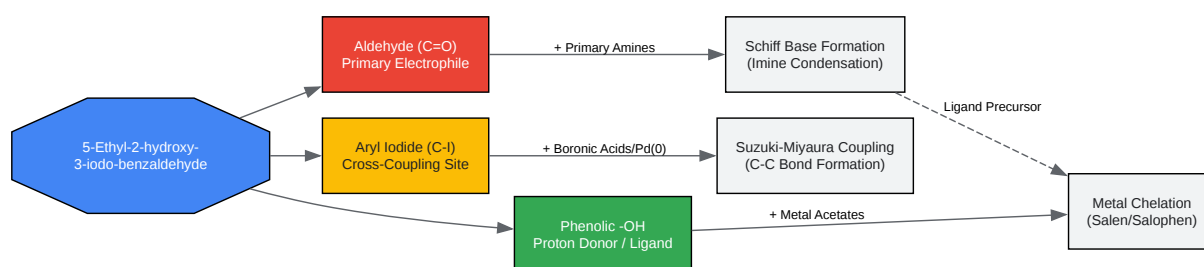 5-Ethyl-2-hydroxy-
3-iodo-benzaldehyde
Aldehyde (C=O)
Primary Electrophile
+ Primary Amines
Schiff Base Formation
(Imine Condensation)
Ligand Precursor
Aryl Iodide (C-I)
Cross-Coupling Site
+ Boronic Acids/Pd(0)
Suzuki-Miyaura Coupling
(C-C Bond Formation)
Phenolic -OH
Proton Donor / Ligand
+ Metal Acetates
Metal Chelation
(Salen/Salophen)